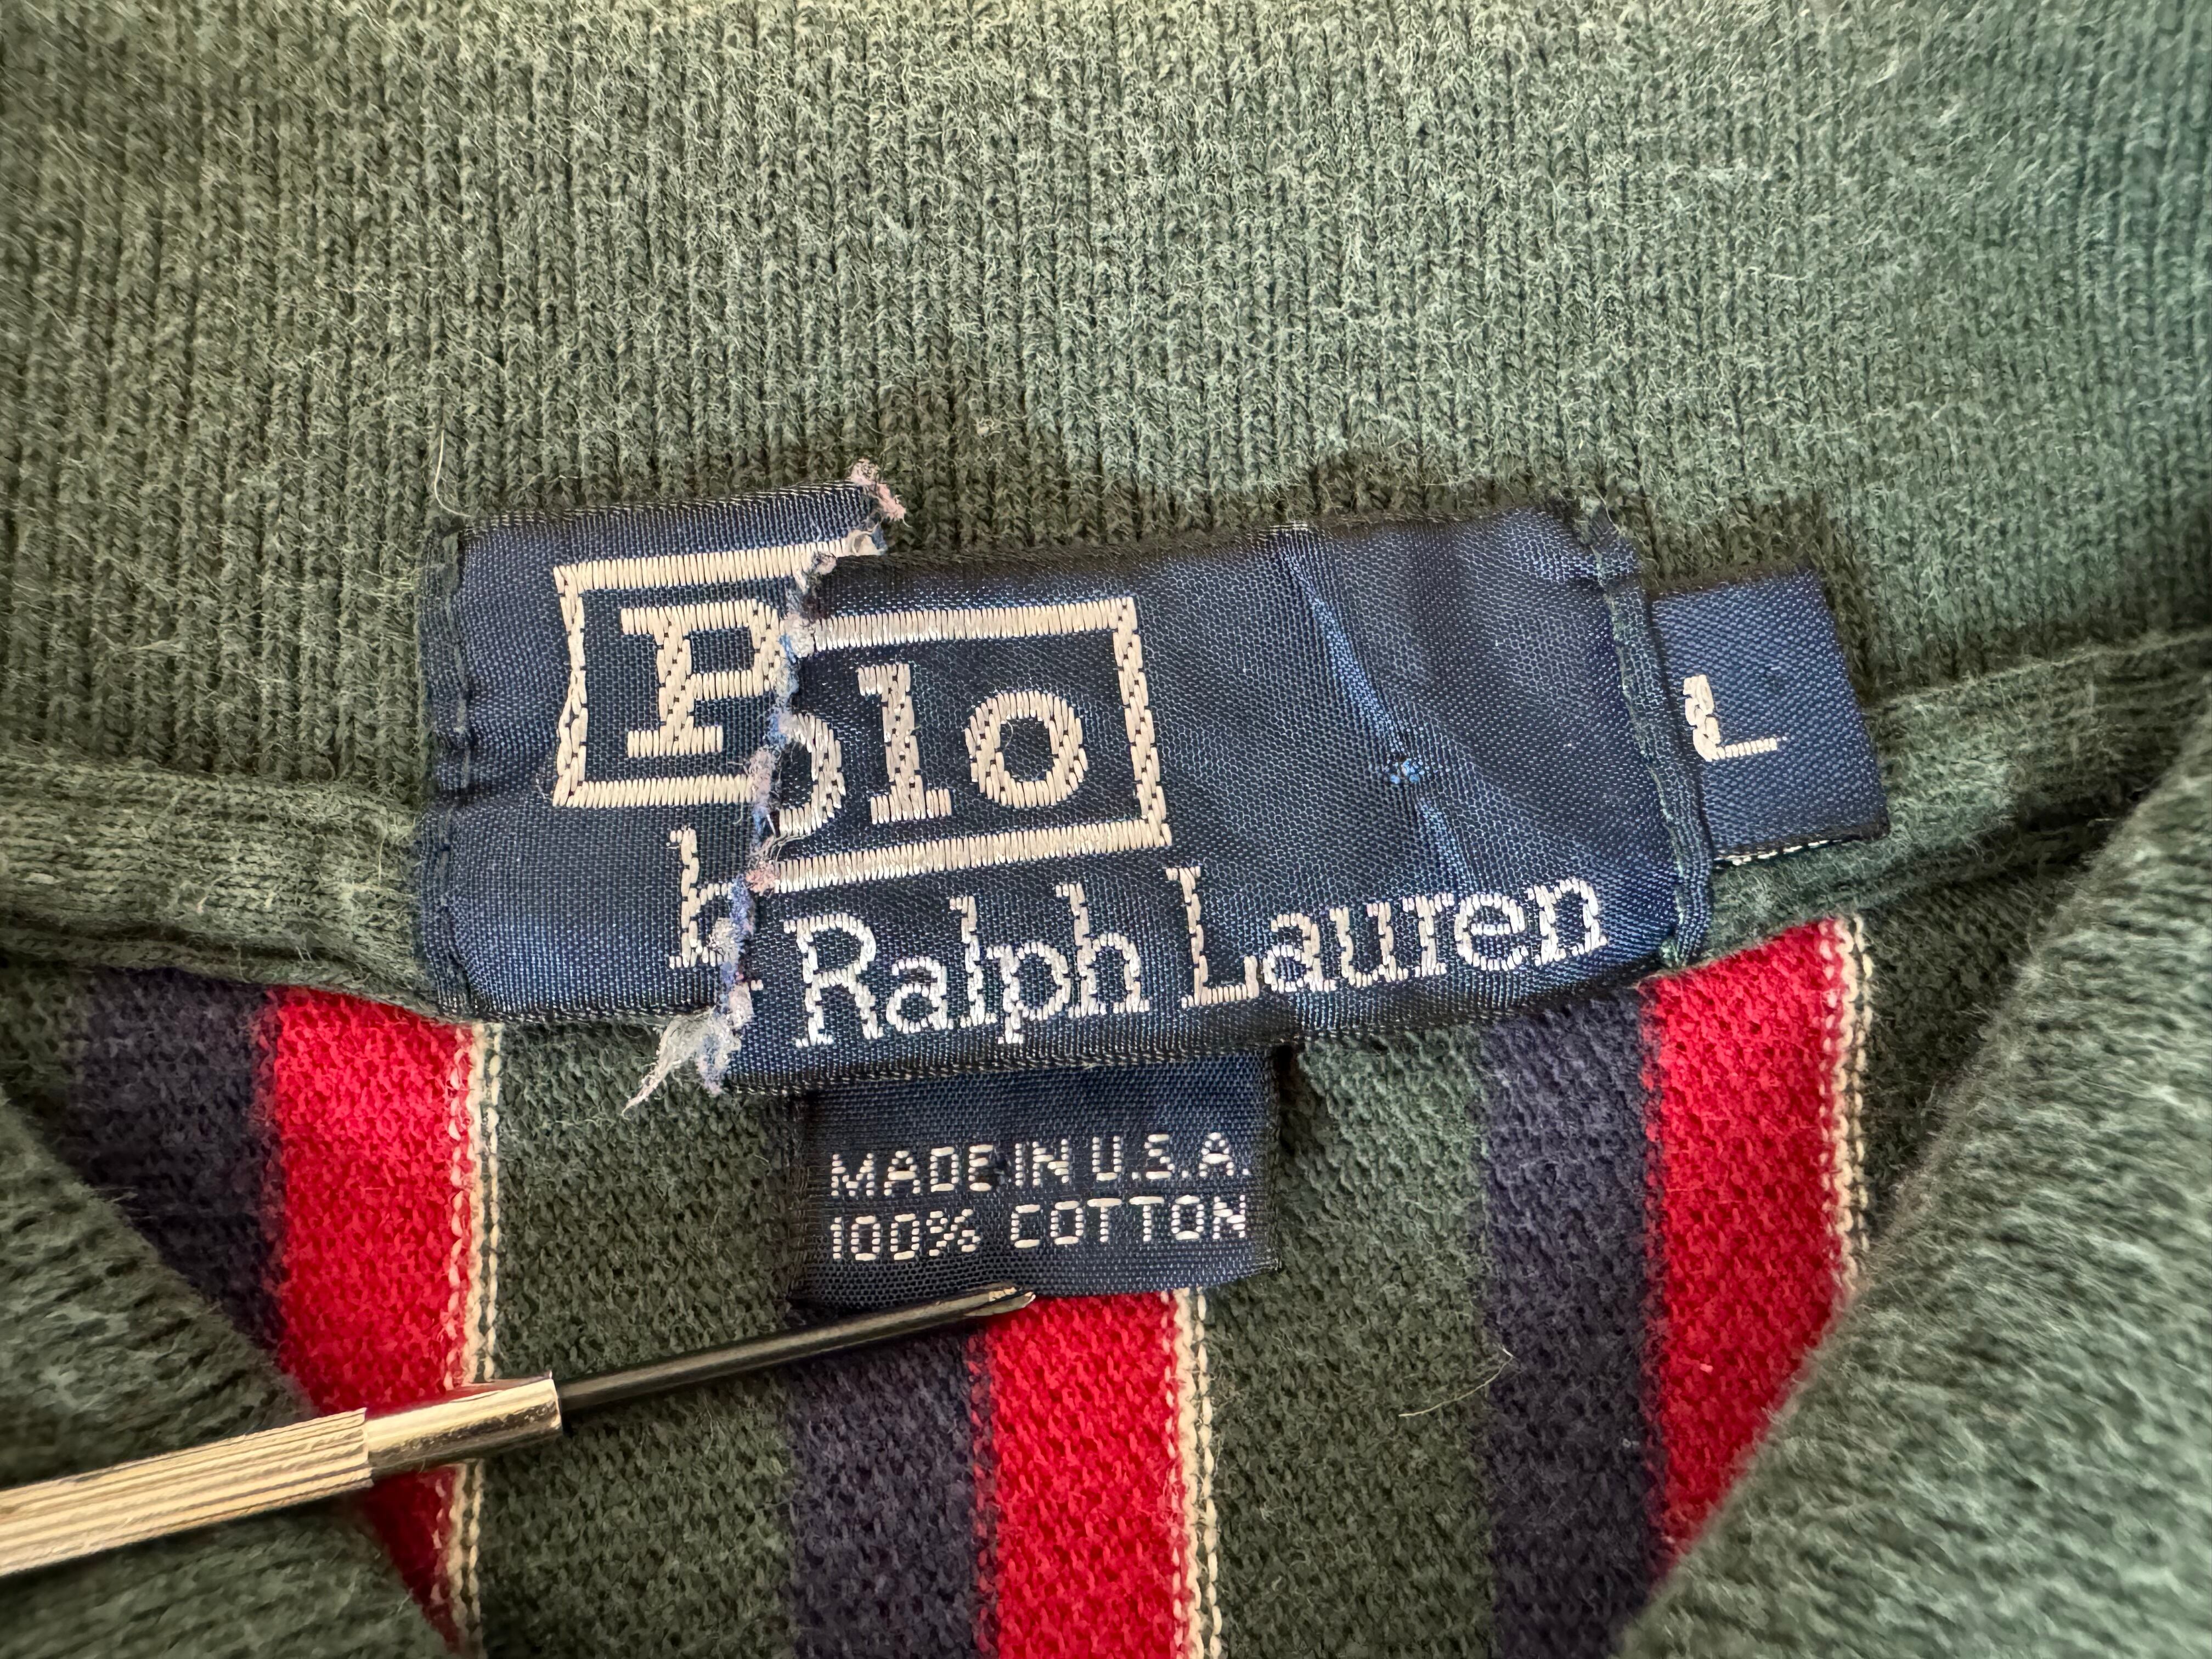 Polo
L
by Ralph Lauren
MADE IN U.S.A.
100% COTTON